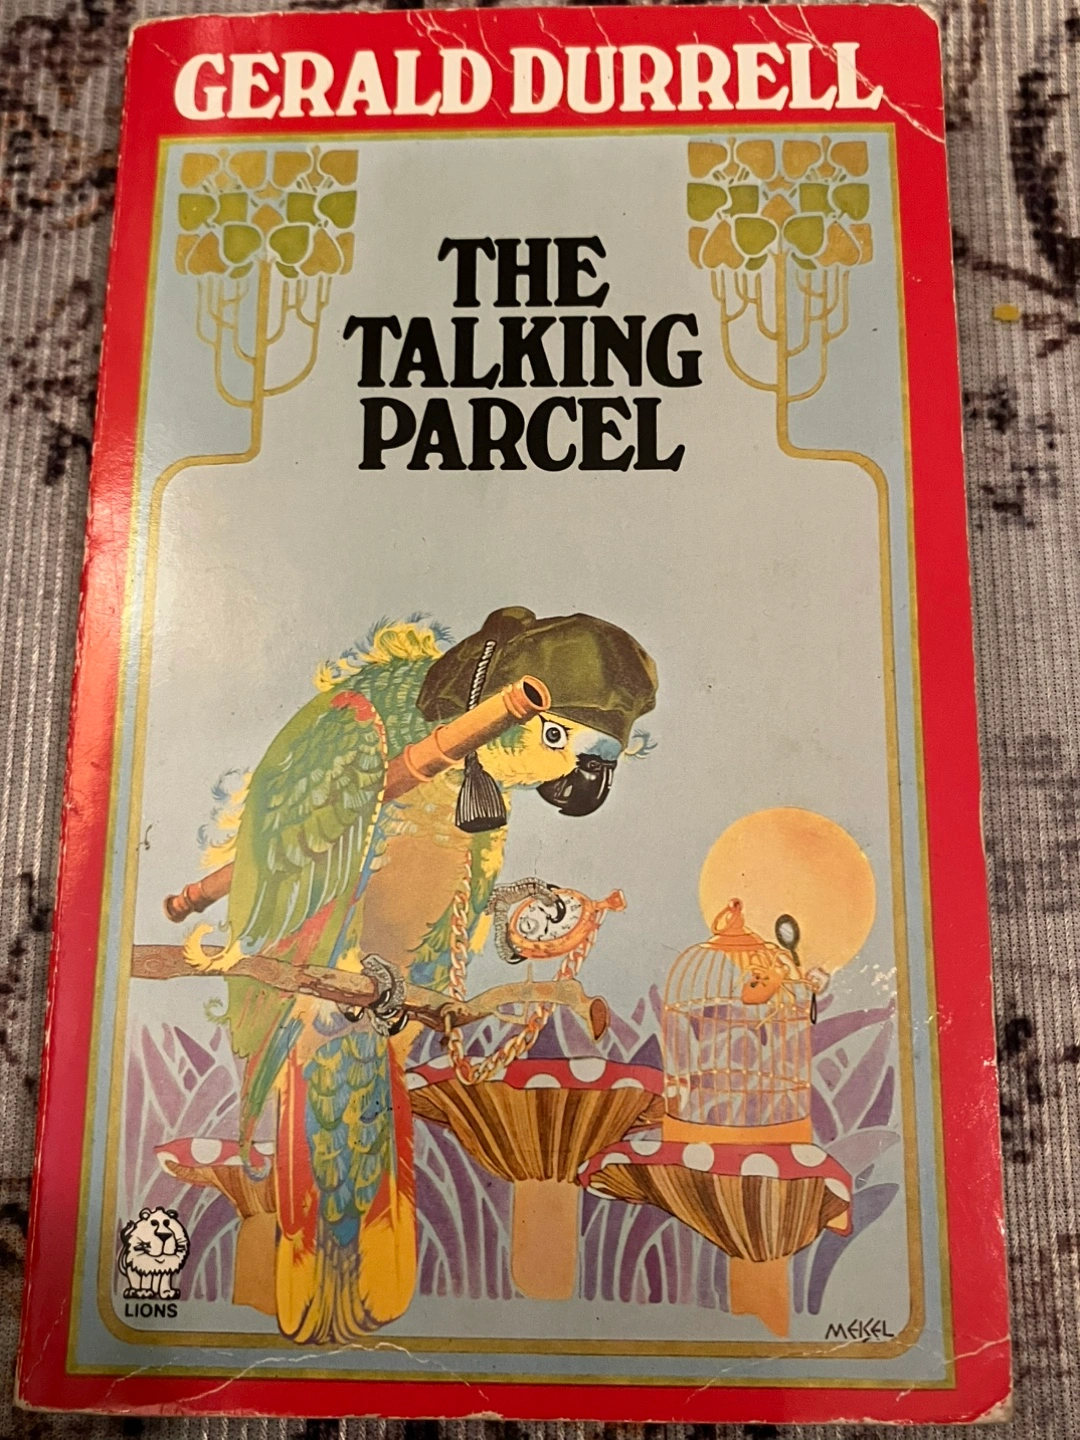 GERALD DURRELL
THE
TALKING
PARCEL
LIONS
MEISEL